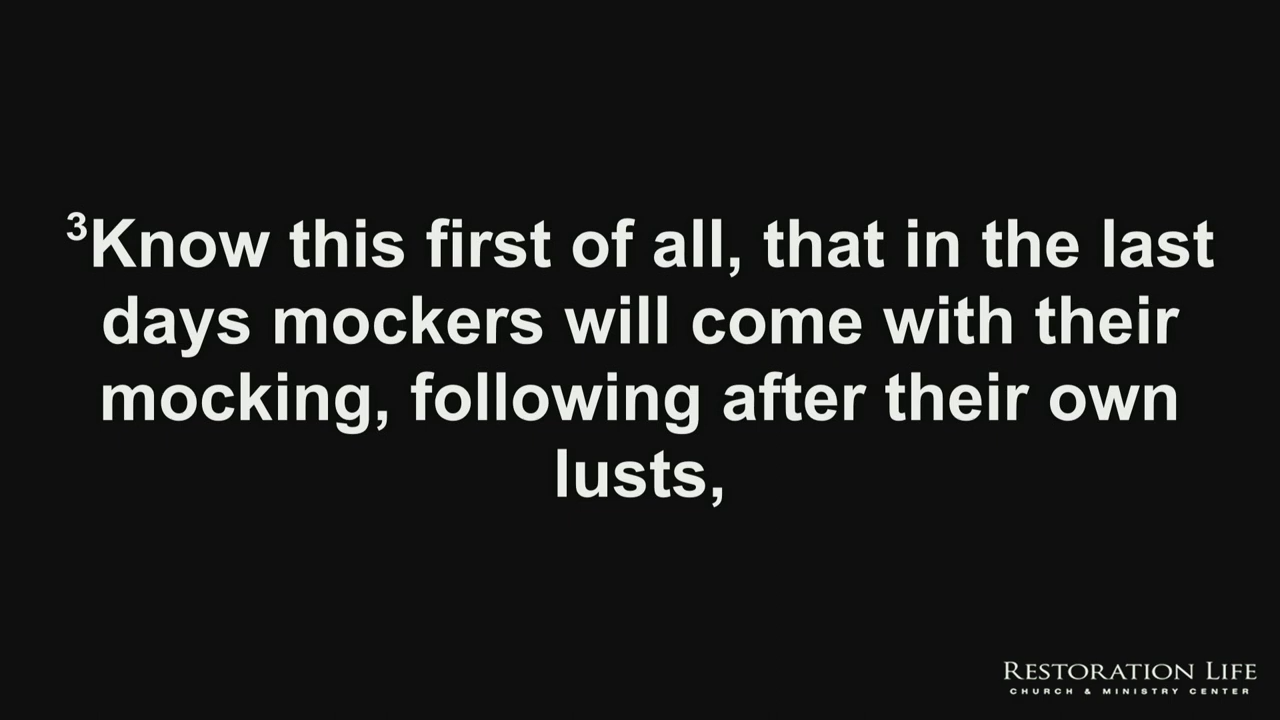 ³Know this first of all, that in the last
days mockers will come with their
mocking, following after their own
lusts,
RESTORATION LIFE
CHURCH & MINISTRY CENTER